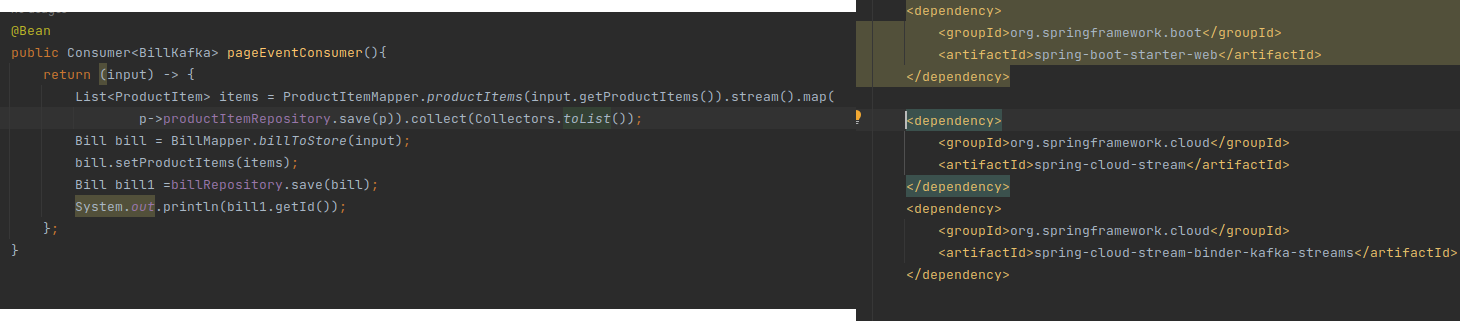 @Bean
public Consumer<BillKafka> pageEventConsumer(){
return (input) -> {
List<ProductItem> items = ProductItemMapper.productItems(input.getProductItems()).stream().map(
p->productItemRepository.save(p)).collect(Collectors.toList());
Bill bill = BillMapper.billToStore(input);
bill.setProductItems(items);
Bill bill1 =billRepository.save(bill);
System.out.println(bill1.getId());
};
}
<dependency>
<groupId>org.springframework.boot</groupId>
<artifactId>spring-boot-starter-web</artifactId>
</dependency>
<dependency>
<groupId>org.springframework.cloud</groupId>
<artifactId>spring-cloud-stream</artifactId>
</dependency>
<dependency>
<groupId>org.springframework.cloud</groupId>
<artifactId>spring-cloud-stream-binder-kafka-streams</artifactId>
</dependency>